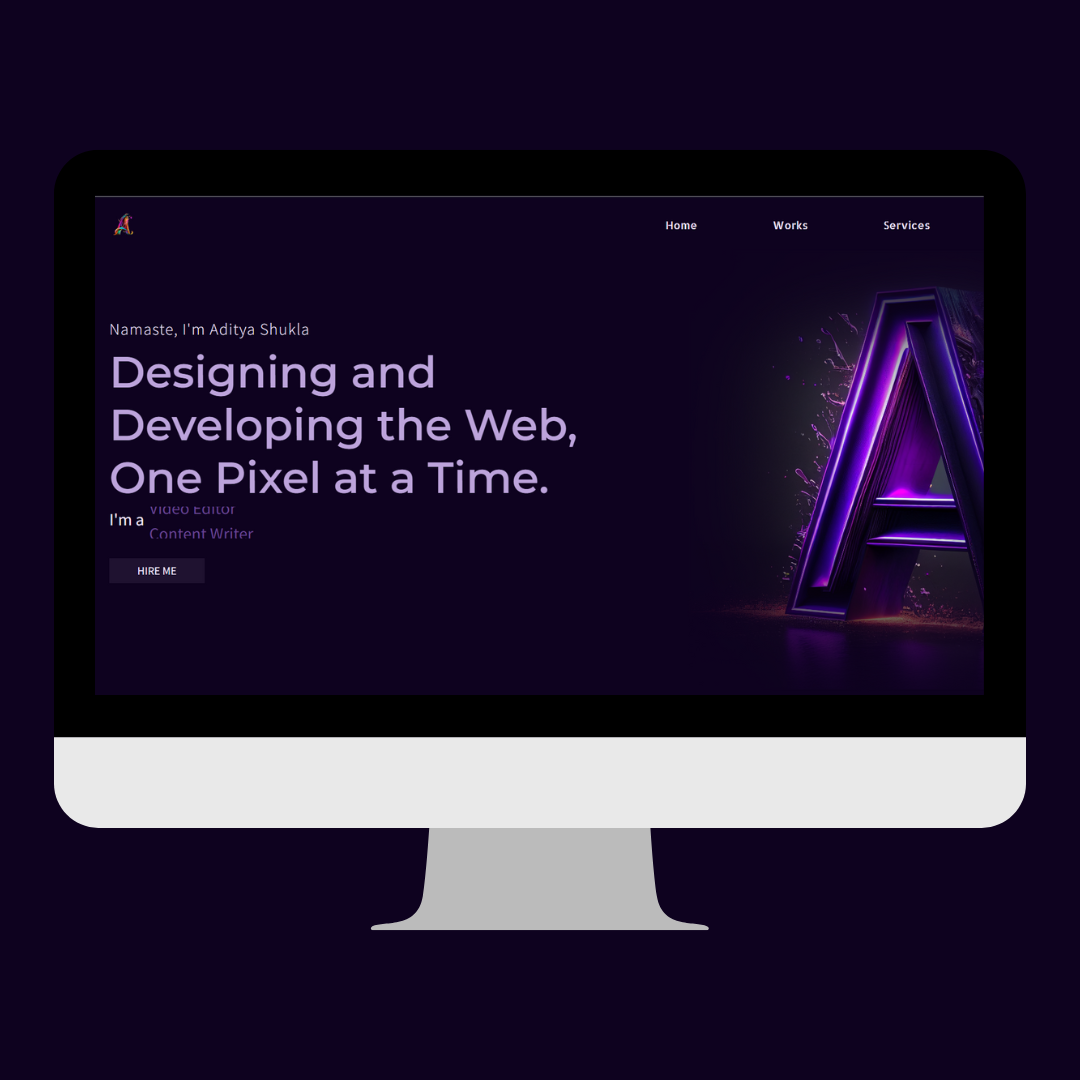 Home Works Services
Namaste, I'm Aditya Shukla
Designing and
Developing the Web,
One Pixel at a Time.
Video Editor
I'm a
Content Writer
HIRE ME
A